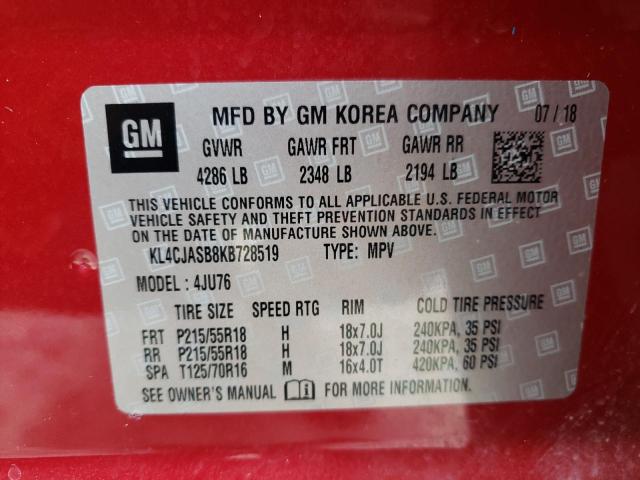 GM MFD BY GM KOREA COMPANY 07 / 18
GVWR GAWR FRT GAWR RR
4286 LB 2348 LB 2194 LB
THIS VEHICLE CONFORMS TO ALL APPLICABLE U.S. FEDERAL MOTOR
VEHICLE SAFETY AND THEFT PREVENTION STANDARDS IN EFFECT
ON THE DATE OF MANUFACTURE SHOWN ABOVE.
KL4CJASB8KB728519 TYPE: MPV
MODEL : 4JU76
TIRE SIZE SPEED RTG RIM COLD TIRE PRESSURE
FRT P215/55R18 H 18x7.0J 240KPA, 35 PSI
RR P215/55R18 H 18x7.0J 240KPA, 35 PSI
SPA T125/70R16 M 16x4.0T 420KPA, 60 PSI
SEE OWNER'S MANUAL FOR MORE INFORMATION.